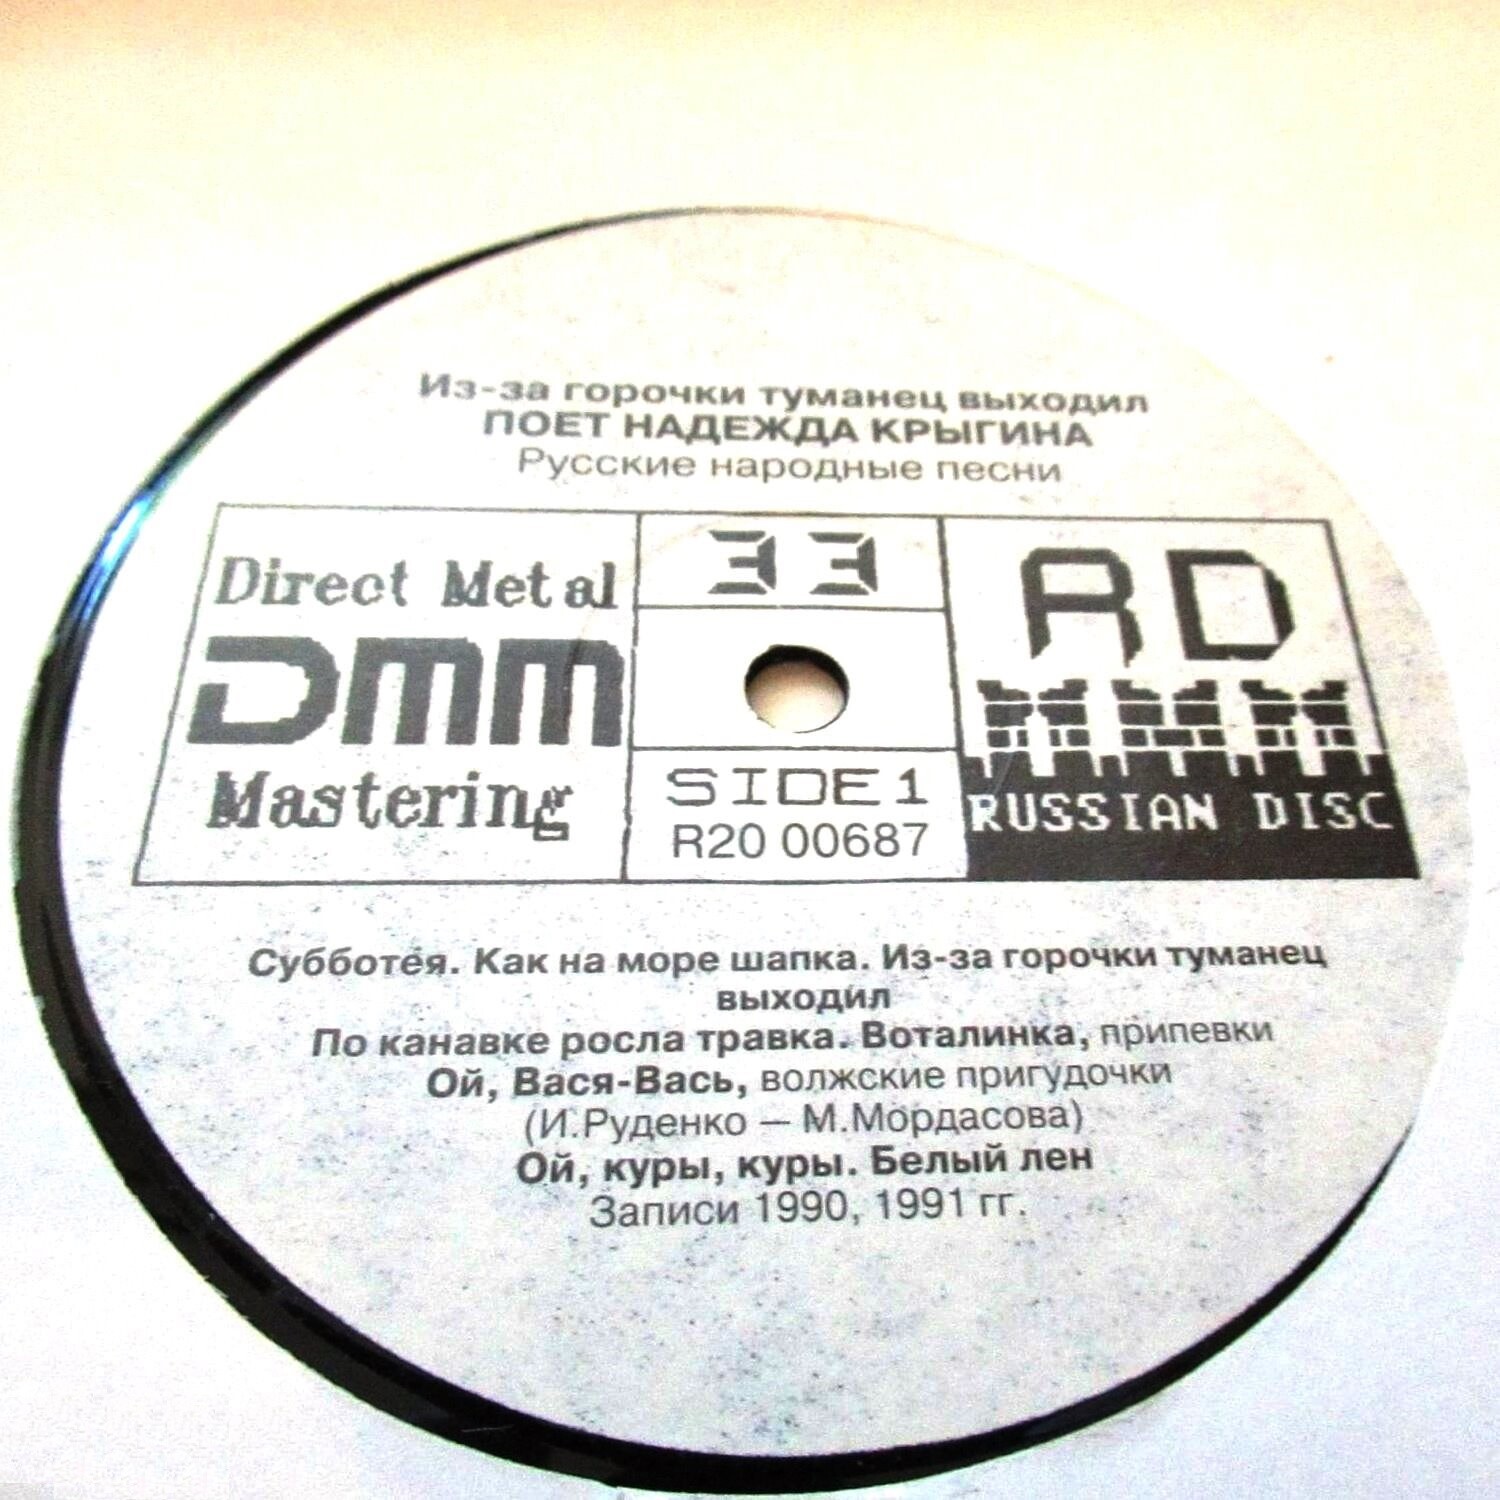 Из-за горочки туманец выходил
ПОЕТ НАДЕЖДА КРЫГИНА
Русские народные песни
Direct Metal
DMM
Mastering
33
SIDE 1
R20 00687
RD
RUSSIAN DISC
Субботея. Как на море шапка. Из-за горочки туманец
выходил
По канавке росла травка. Воталинка, припевки
Ой, Вася-Вась, волжские пригудочки
(И.Руденко — М.Мордасова)
Ой, куры, куры. Белый лен
Записи 1990, 1991 гг.